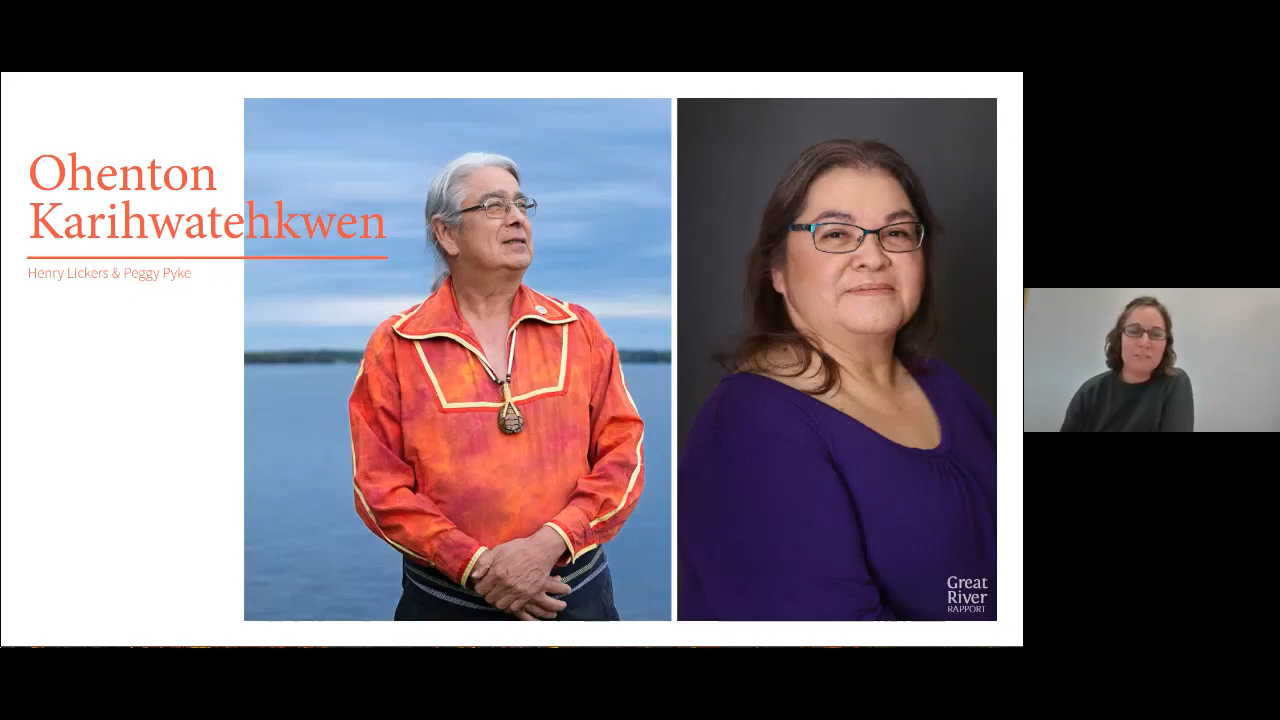 Ohenton
Karihwatehkwen
Henry Lickers & Peggy Pyke
Great
River
RAPPORT